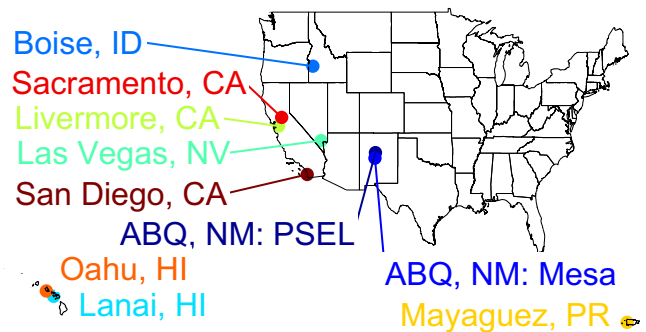 Boise, ID
Sacramento, CA
Livermore, CA
Las Vegas, NV
San Diego, CA
ABQ, NM: PSEL
ABQ, NM: Mesa
Oahu, HI
Lanai, HI
Mayaguez, PR